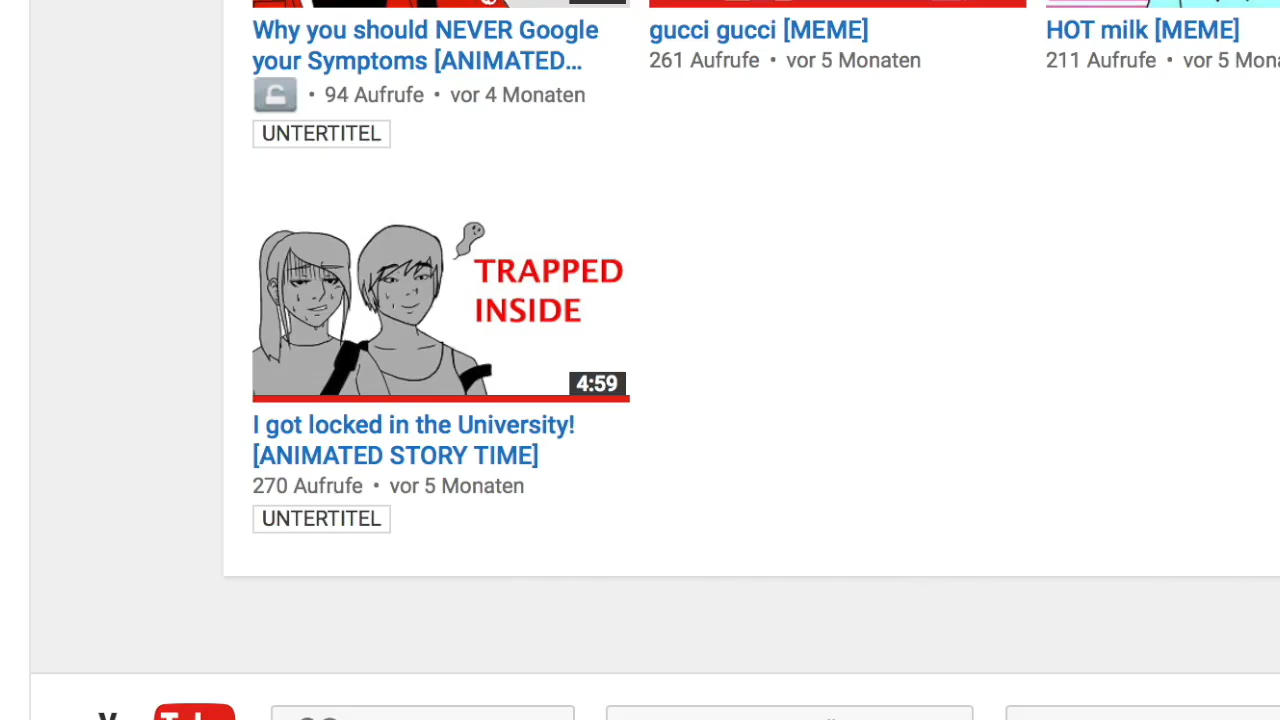 Why you should NEVER Google
your Symptoms [ANIMATED...
• 94 Aufrufe • vor 4 Monaten
UNTERTITEL
gucci gucci [MEME]
261 Aufrufe • vor 5 Monaten
HOT milk [MEME]
211 Aufrufe • vor 5
TRAPPED
INSIDE
4:59
I got locked in the University!
[ANIMATED STORY TIME]
270 Aufrufe • vor 5 Monaten
UNTERTITEL